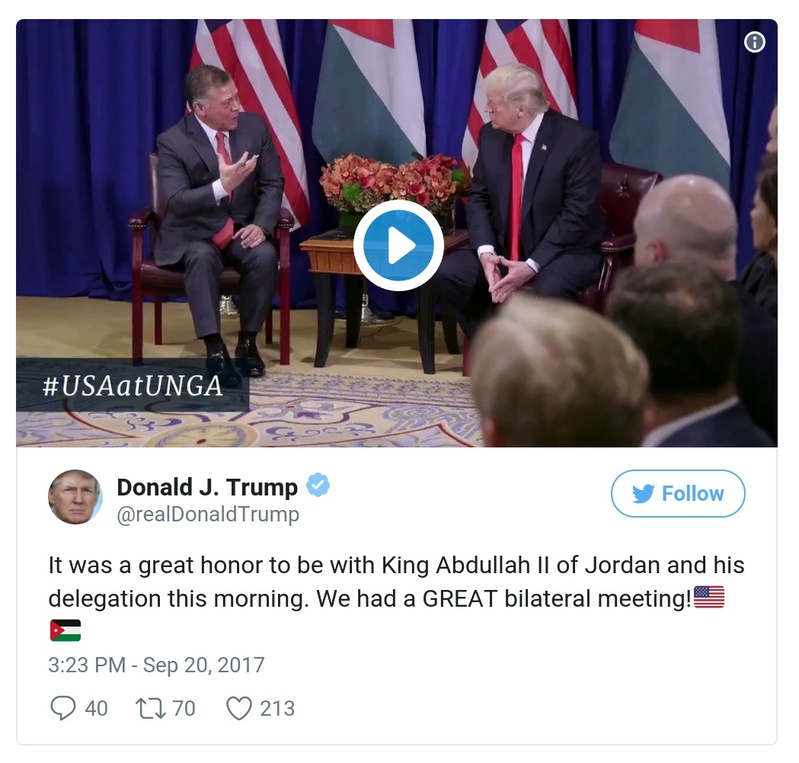 #USAatUNGA
Donald J. Trump
@realDonaldTrump
Follow
It was a great honor to be with King Abdullah II of Jordan and his
delegation this morning. We had a GREAT bilateral meeting!🇺🇸
🇯🇴
3:23 PM - Sep 20, 2017
40 70 213